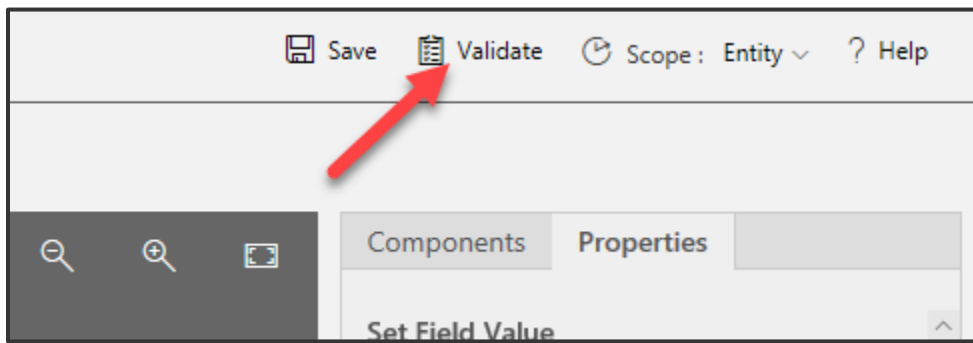 Save Validate Scope : Entity ? Help
Components Properties
Set Field Value